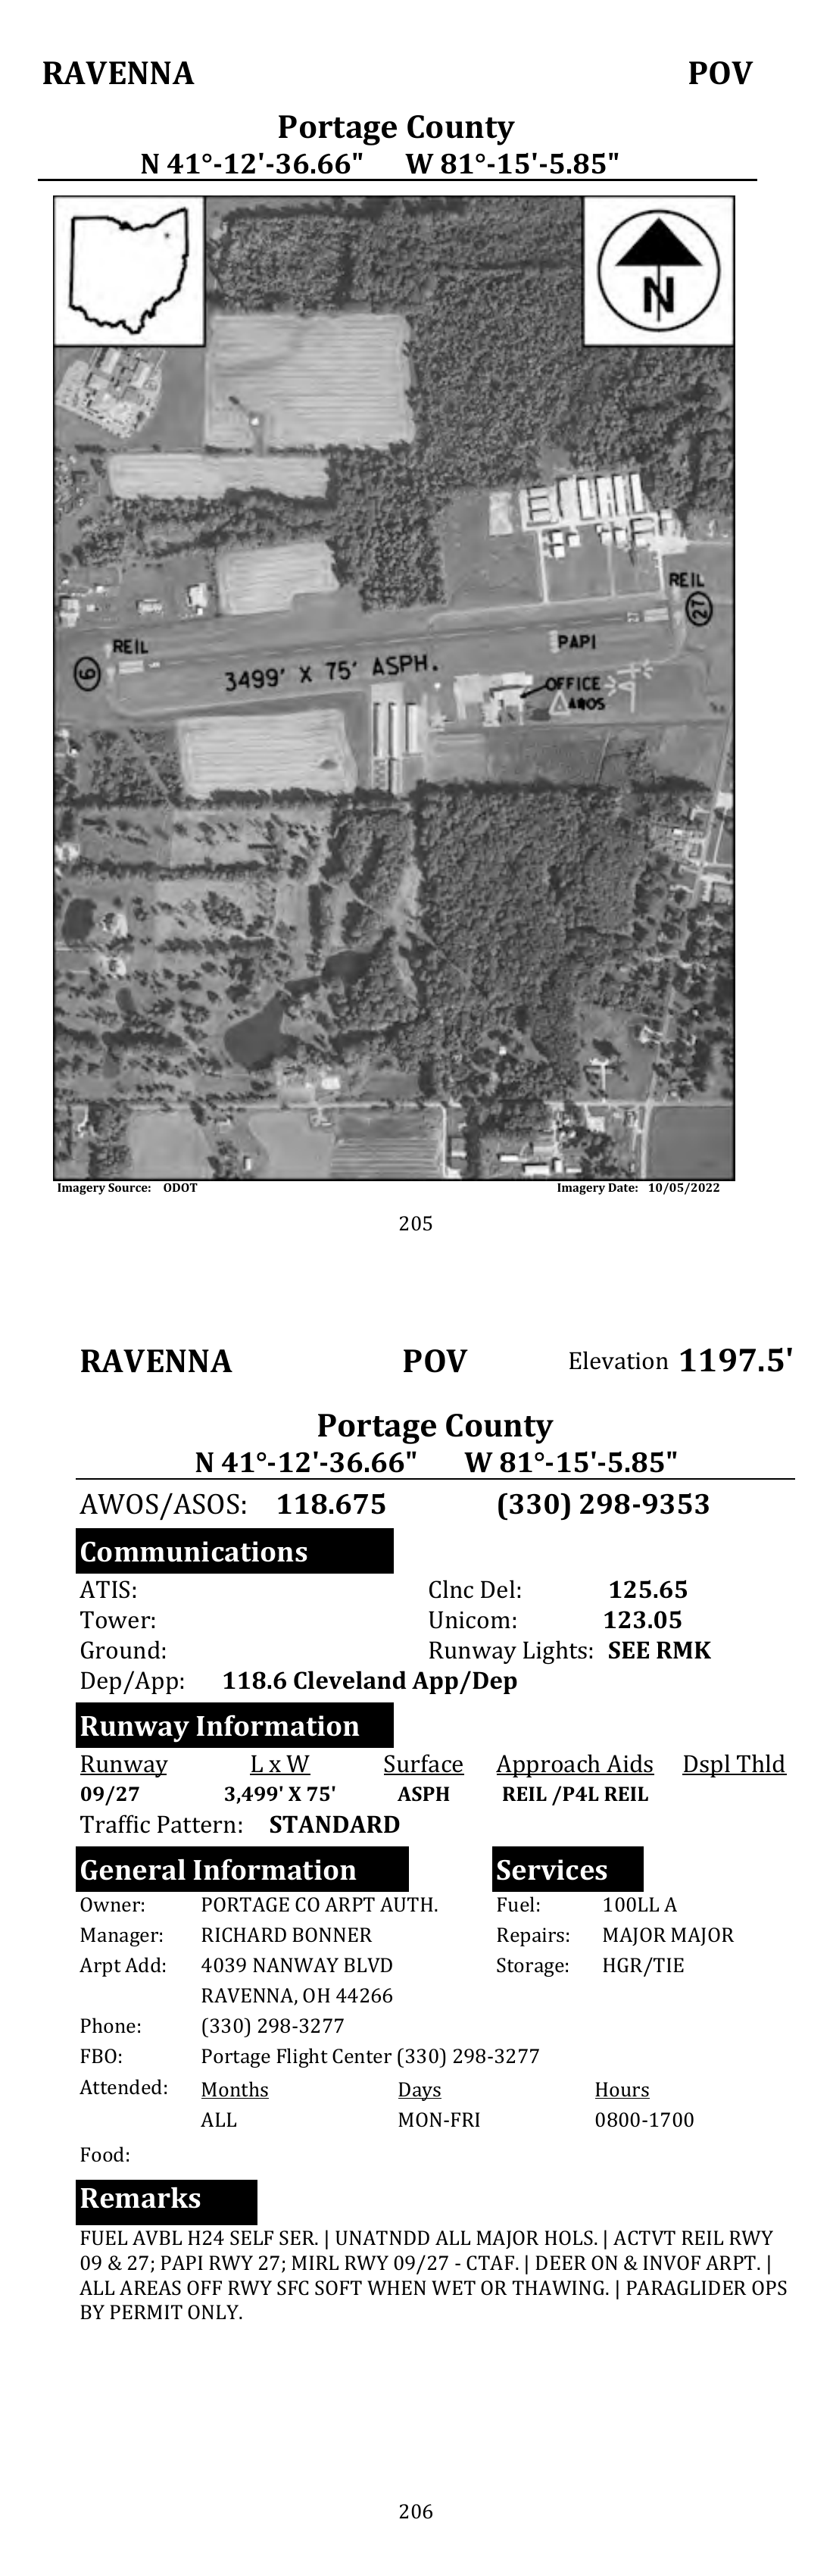 RAVENNA POV
Portage County
N 41°-12'-36.66" W 81°-15'-5.85"
N
REIL
27
REIL
PAPI
9
3499' X 75' ASPH.
OFFICE
AWOS
Imagery Source: ODOT Imagery Date: 10/05/2022
205
RAVENNA POV Elevation 1197.5'
Portage County
N 41°-12'-36.66" W 81°-15'-5.85"
AWOS/ASOS: 118.675 (330) 298-9353
Communications
ATIS: Clnc Del: 125.65
Tower: Unicom: 123.05
Ground: Runway Lights: SEE RMK
Dep/App: 118.6 Cleveland App/Dep
Runway Information
Runway L x W Surface Approach Aids Dspl Thld
09/27 3,499' X 75' ASPH REIL /P4L REIL
Traffic Pattern: STANDARD
General Information Services
Owner: PORTAGE CO ARPT AUTH. Fuel: 100LL A
Manager: RICHARD BONNER Repairs: MAJOR MAJOR
Arpt Add: 4039 NANWAY BLVD Storage: HGR/TIE
RAVENNA, OH 44266
Phone: (330) 298-3277
FBO: Portage Flight Center (330) 298-3277
Attended: Months Days Hours
ALL MON-FRI 0800-1700
Food:
Remarks
FUEL AVBL H24 SELF SER. | UNATNDD ALL MAJOR HOLS. | ACTVT REIL RWY
09 & 27; PAPI RWY 27; MIRL RWY 09/27 - CTAF. | DEER ON & INVOF ARPT. |
ALL AREAS OFF RWY SFC SOFT WHEN WET OR THAWING. | PARAGLIDER OPS
BY PERMIT ONLY.
206